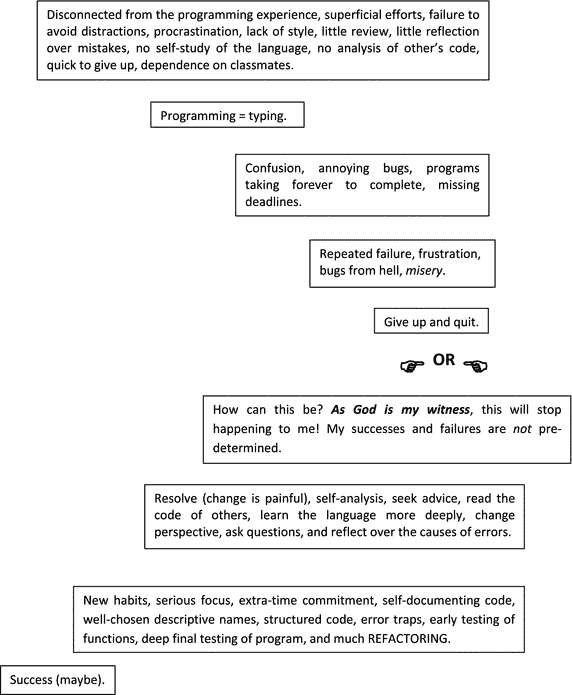 Disconnected from the programming experience, superficial efforts, failure to
avoid distractions, procrastination, lack of style, little review, little reflection
over mistakes, no self-study of the language, no analysis of other's code,
quick to give up, dependence on classmates.
Programming = typing.
Confusion, annoying bugs, programs
taking forever to complete, missing
deadlines.
Repeated failure, frustration,
bugs from hell, misery.
Give up and quit.
OR
How can this be? As God is my witness, this will stop
happening to me! My successes and failures are not pre-
determined.
Resolve (change is painful), self-analysis, seek advice, read the
code of others, learn the language more deeply, change
perspective, ask questions, and reflect over the causes of errors.
New habits, serious focus, extra-time commitment, self-documenting code,
well-chosen descriptive names, structured code, error traps, early testing of
functions, deep final testing of program, and much REFACTORING.
Success (maybe).